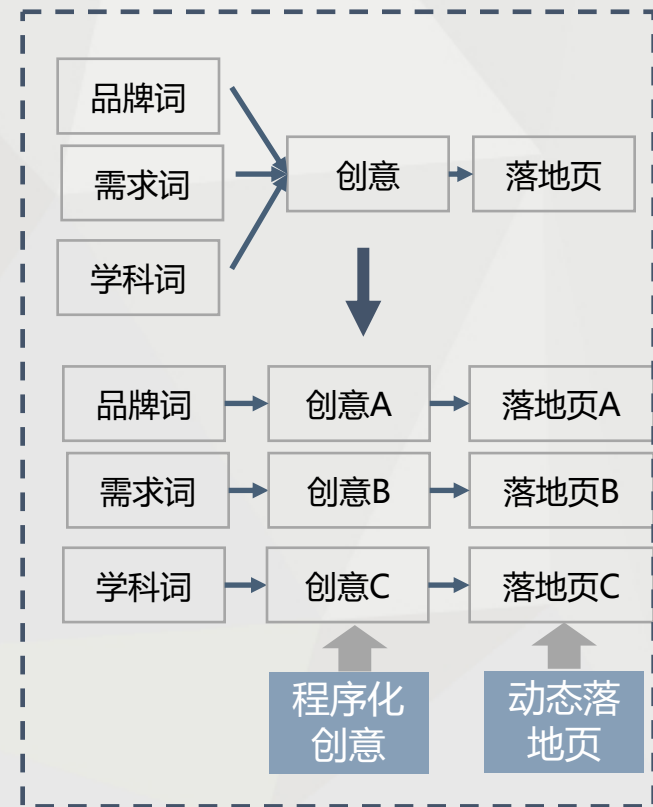 品牌词
需求词
创意
落地页
学科词
品牌词
创意A
落地页A
需求词
创意B
落地页B
学科词
创意C
落地页C
程序化
创意
动态落
地页